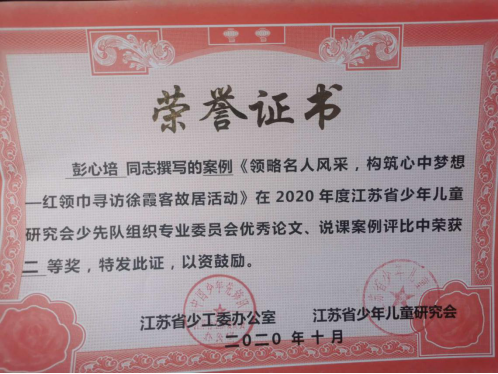 荣誉证书
彭心培 同志撰写的案例《领略名人风采，构筑心中梦想
—红领巾寻访徐霞客故居活动》在2020年度江苏省少年儿童
研究会少先队组织专业委员会优秀论文、说课案例评比中荣获
二 等奖，特发此证，以资鼓励。
江苏省少工委办公室 江苏省少年儿童研究会
二〇二〇年十月